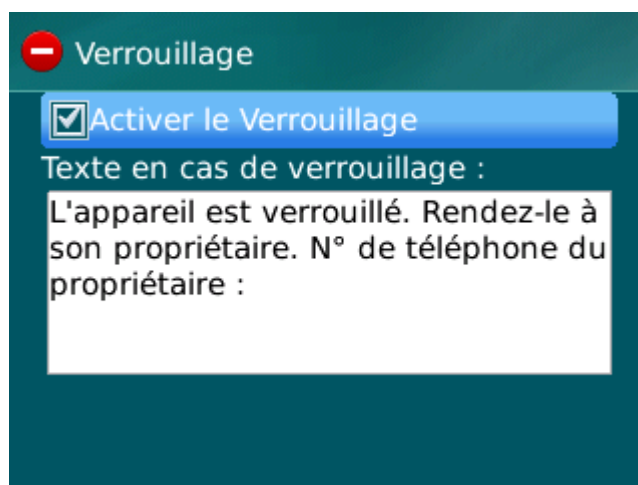 Verrouillage
Activer le Verrouillage
Texte en cas de verrouillage :
L'appareil est verrouillé. Rendez-le à
son propriétaire. N° de téléphone du
propriétaire :